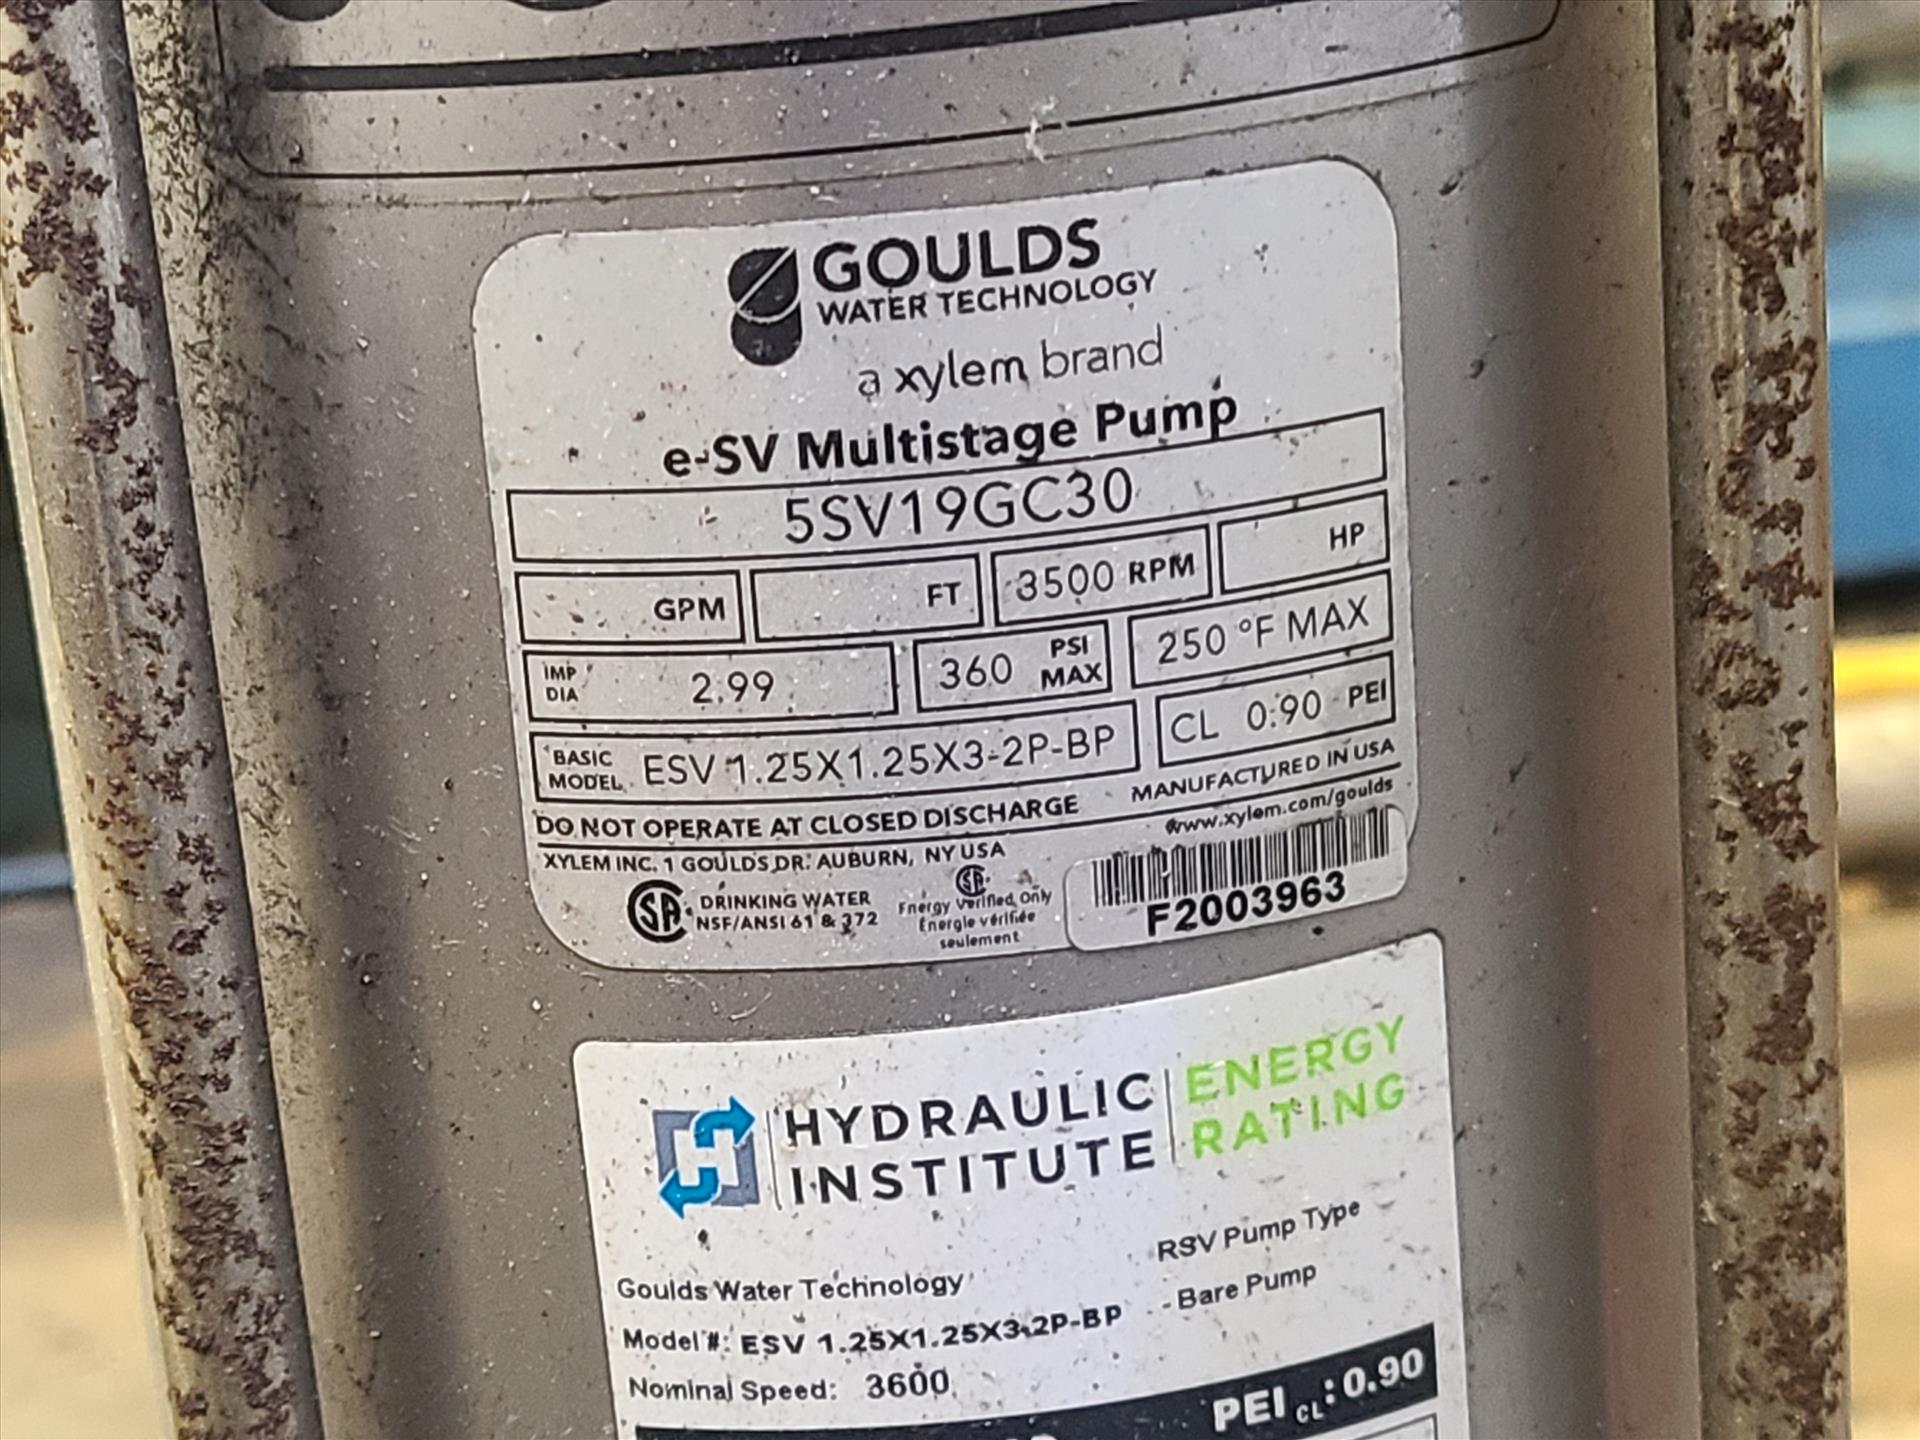 GOULDS
WATER TECHNOLOGY
a xylem brand
e-SV Multistage Pump
5SV19GC30
GPM FT 3500 RPM HP
IMP DIA 2.99 360 PSI MAX 250 °F MAX
BASIC MODEL ESV 1.25X1.25X3-2P-BP CL 0.90 PEI
DO NOT OPERATE AT CLOSED DISCHARGE MANUFACTURED IN USA
XYLEM INC. 1 GOULDS DR. AUBURN, NY USA www.xylem.com/goulds
SA DRINKING WATER
NSF/ANSI 61 & 372
SA
Energy Verified Only
Énergie vérifiée
seulement
F2003963
HYDRAULIC
INSTITUTE
ENERGY
RATING
Goulds Water Technology RSV Pump Type
Model #: ESV 1.25X1.25X3-2P-BP - Bare Pump
Nominal Speed: 3600
PEI CL: 0.90